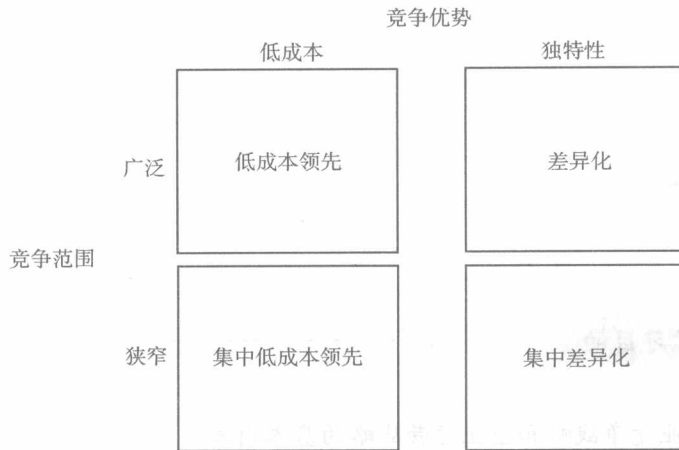 竞争优势
低成本 独特性
广泛 低成本领先 差异化
竞争范围
狭窄 集中低成本领先 集中差异化